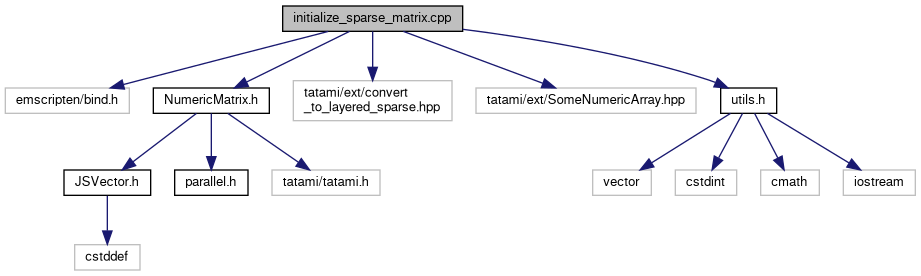 initialize_sparse_matrix.cpp
emscripten/bind.h
NumericMatrix.h
tatami/ext/convert
_to_layered_sparse.hpp
tatami/ext/SomeNumericArray.hpp
utils.h
JSVector.h
parallel.h
tatami/tatami.h
vector
cstdint
cmath
iostream
cstddef